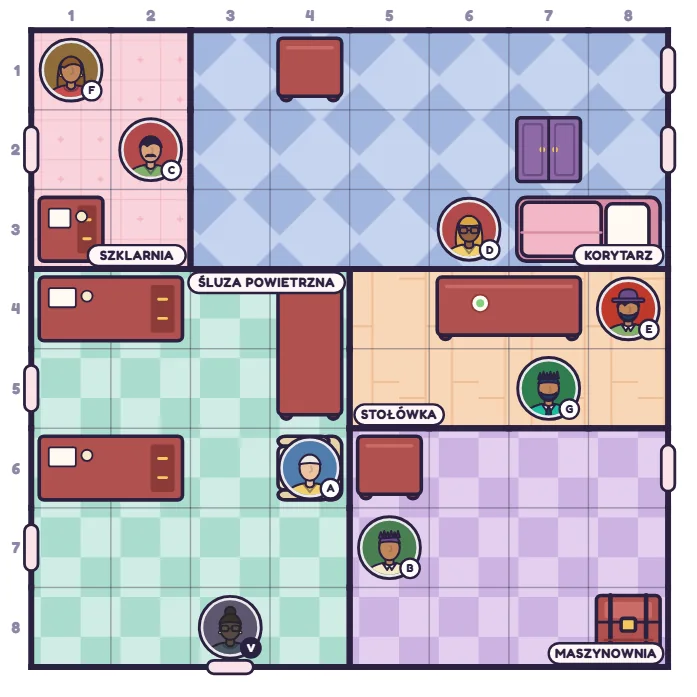 1 2 3 4 5 6 7 8
1
F
2
C
3
D
SZKLARNIA
KORYTARZ
ŚLUZA POWIETRZNA
4
E
5
G
STOŁÓWKA
6
A
7
B
8
V
MASZYNOWNIA